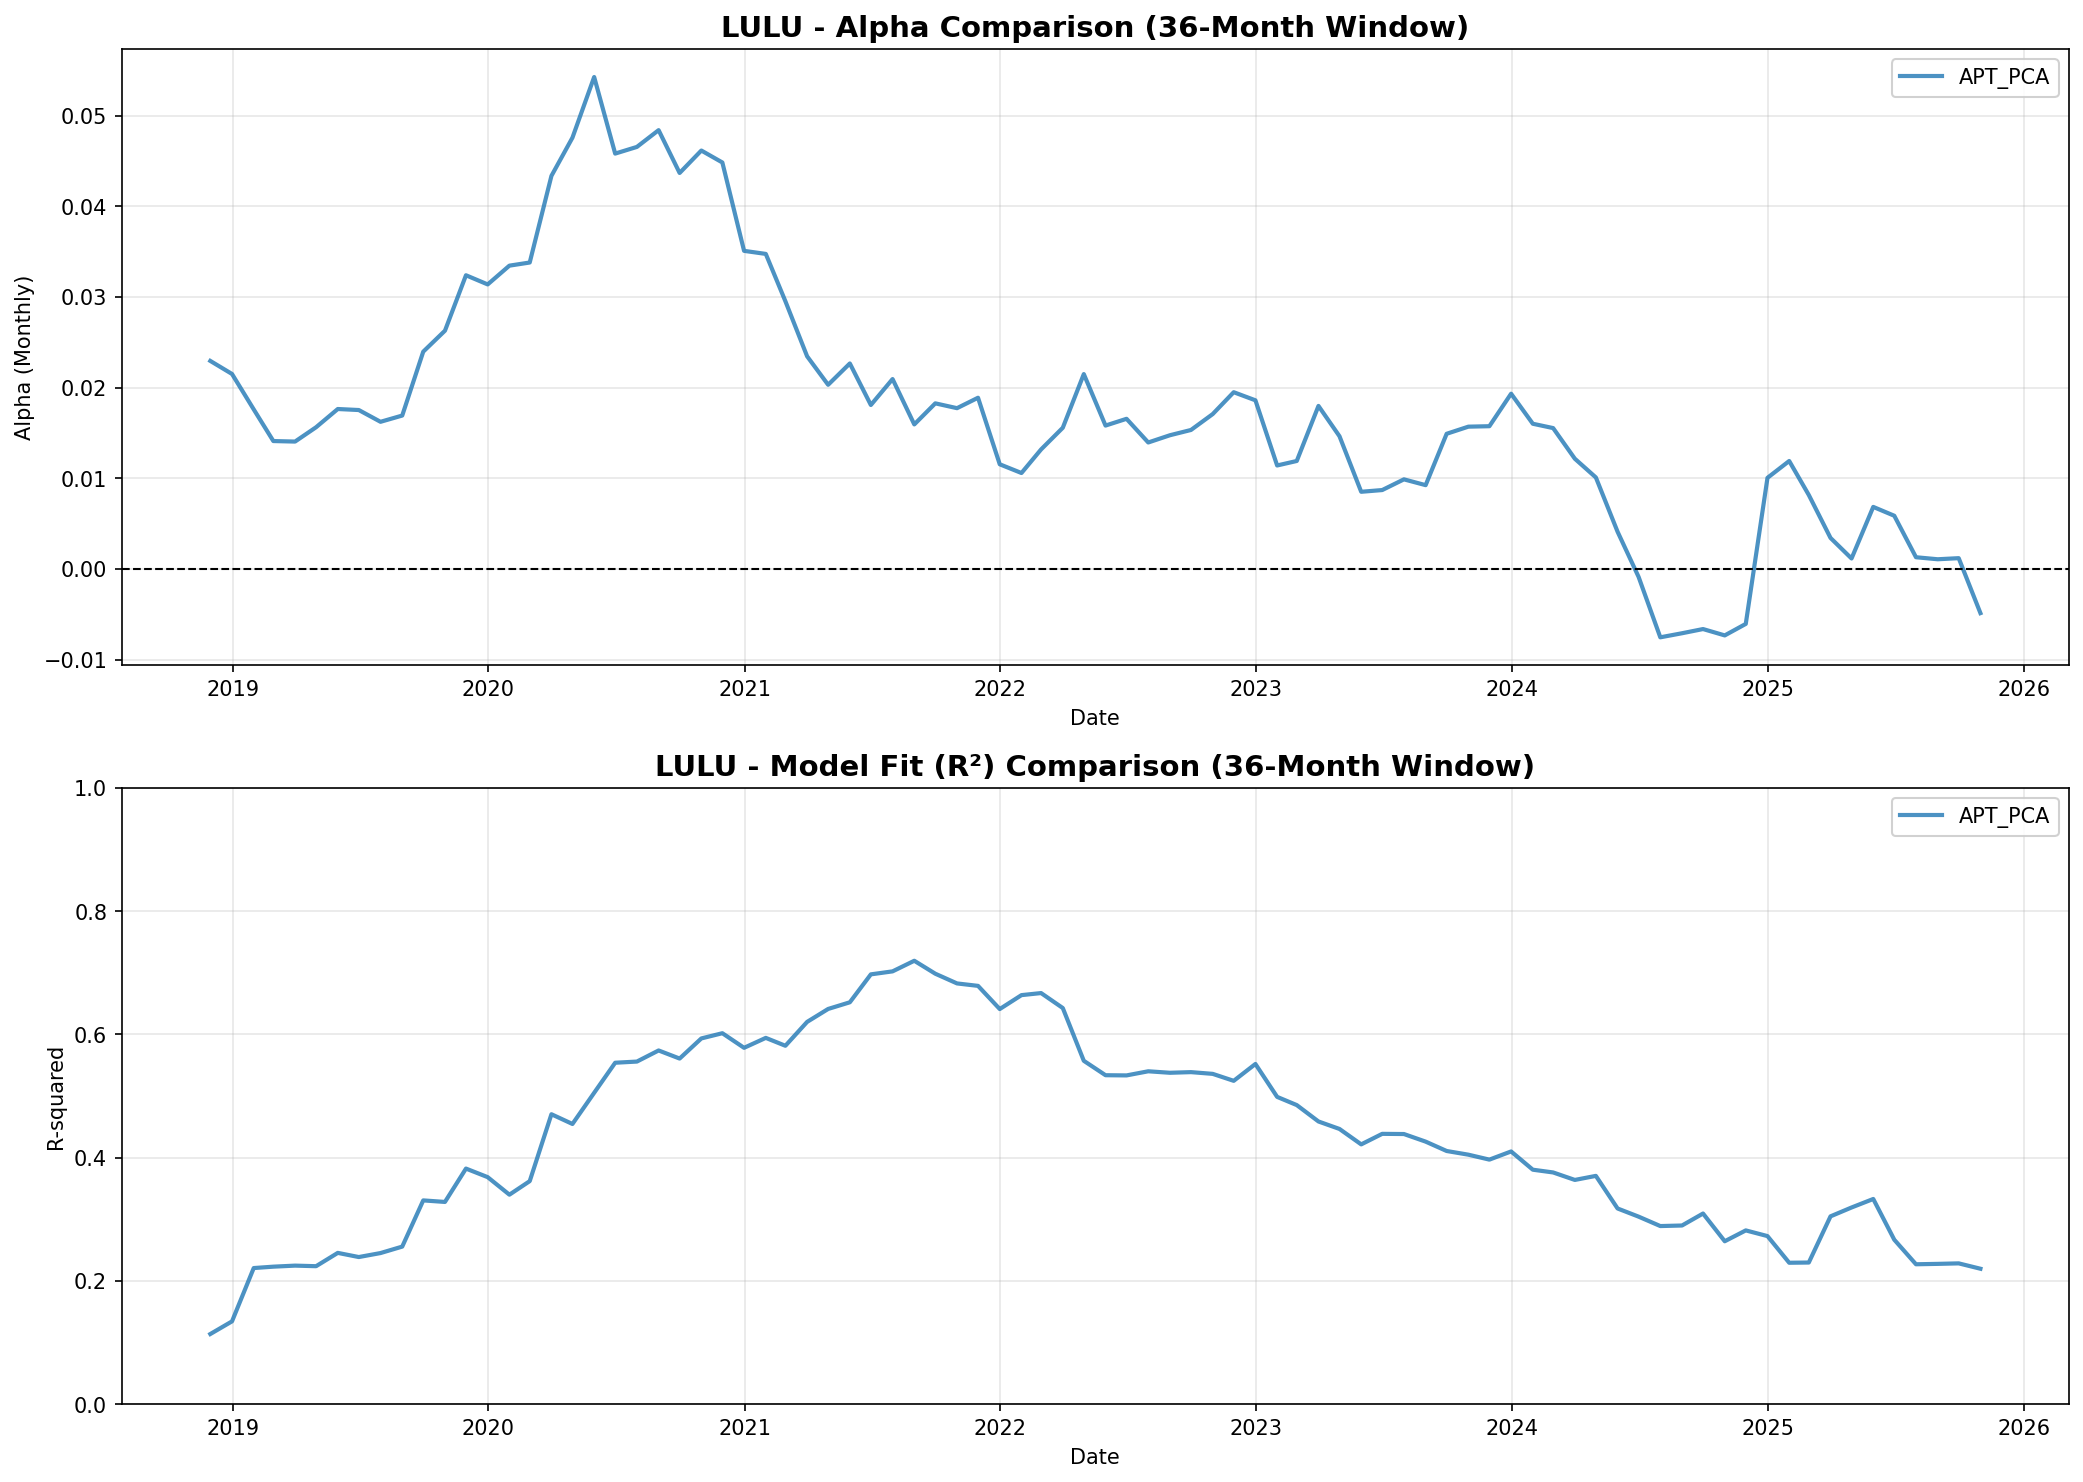 LULU - Alpha Comparison (36-Month Window)
APT_PCA
Alpha (Monthly)
0.05
0.04
0.03
0.02
0.01
0.00
−0.01
2019 2020 2021 2022 2023 2024 2025 2026
Date
LULU - Model Fit (R²) Comparison (36-Month Window)
APT_PCA
R-squared
1.0
0.8
0.6
0.4
0.2
0.0
2019 2020 2021 2022 2023 2024 2025 2026
Date